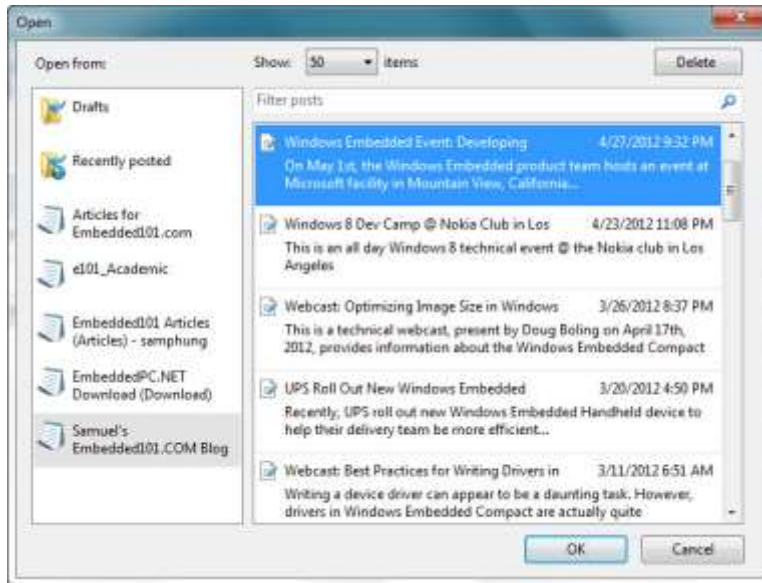 Open
Open from:
Show: 50 items
Delete
Drafts
Recently posted
Articles for
Embedded101.com
e101_Academic
Embedded101 Articles
(Articles) - samphung
EmbeddedPC.NET
Download (Download)
Samuel's
Embedded101.COM Blog
Filter posts
Windows Embedded Event: Developing 4/27/2012 9:32 PM
On May 1st, the Windows Embedded product team hosts an event at
Microsoft facility in Mountain View, California...
Windows 8 Dev Camp @ Nokia Club in Los 4/23/2012 11:08 PM
This is an all day Windows 8 technical event @ the Nokia club in Los
Angeles
Webcast: Optimizing Image Size in Windows 3/26/2012 8:37 PM
This is a technical webcast, present by Doug Boling on April 17th,
2012, provides information about the Windows Embedded Compact
UPS Roll Out New Windows Embedded 3/20/2012 4:50 PM
Recently, UPS roll out new Windows Embedded Handheld device to
help their delivery team be more efficient...
Webcast: Best Practices for Writing Drivers in 3/11/2012 6:51 AM
Writing a device driver can appear to be a daunting task. However,
drivers in Windows Embedded Compact are actually quite
OK
Cancel